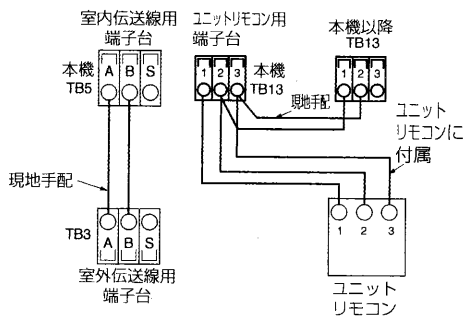 室内伝送線用
端子台
本機
TB5
A B S
現地手配
TB3
A B S
室外伝送線用
端子台
ユニットリモコン用
端子台
1 2 3
本機
TB13
本機以降
TB13
1 2 3
現地手配
ユニット
リモコンに
付属
1 2 3
ユニット
リモコン